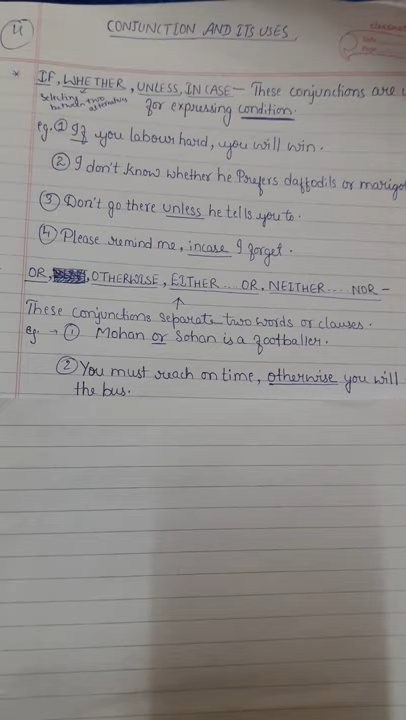 4
CONJUNCTION AND ITS USES.
* IF, WHETHER, UNLESS, IN CASE - These conjunctions are
selecting
between two
alternatives
for expressing condition.
eg. ① If you labour hard, you will win.
② I don't know whether he Prefers daffodils or marigo
③ Don't go there unless he tells you to.
④ Please remind me, incase I forget.
OR, OTHERWISE, EITHER... OR, NEITHER.... NOR -
These conjunctions separate two words or clauses.
eg. → ① Mohan or Sohan is a footballer.
② You must reach on time, otherwise you will
the bus.